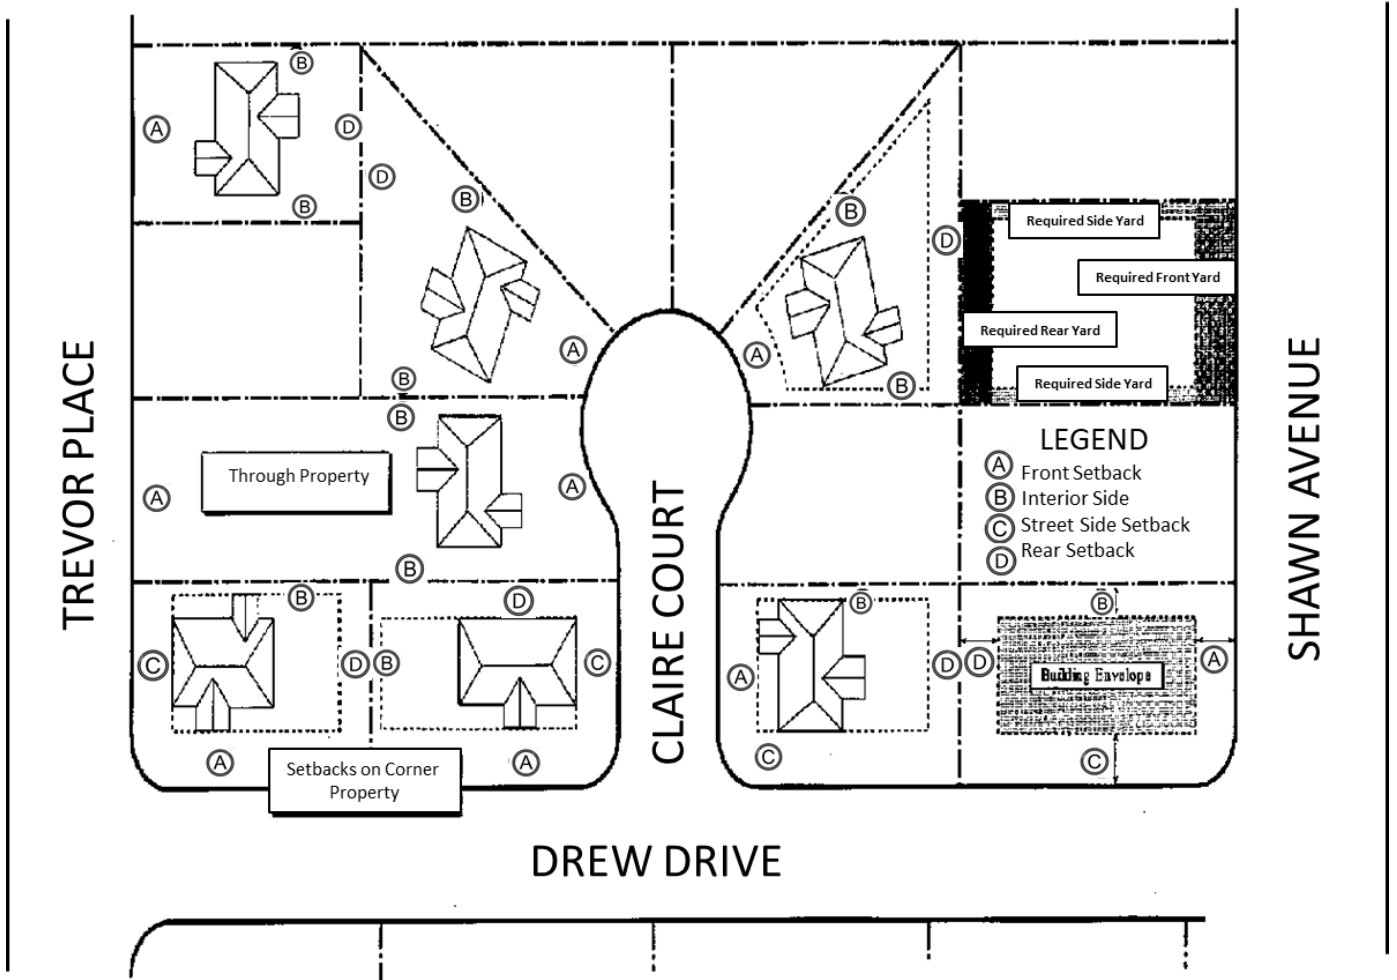 B
A
D
B
D
B
B
D
A
A
B
B
B
A
A
B
Through Property
TREVOR PLACE
CLAIRE COURT
SHAWN AVENUE
Required Side Yard
Required Front Yard
Required Rear Yard
Required Side Yard
LEGEND
A Front Setback
B Interior Side
C Street Side Setback
D Rear Setback
B
D
B
B
C
D
B
C
A
D
D
A
Building Envelope
A
A
C
C
Setbacks on Corner
Property
DREW DRIVE